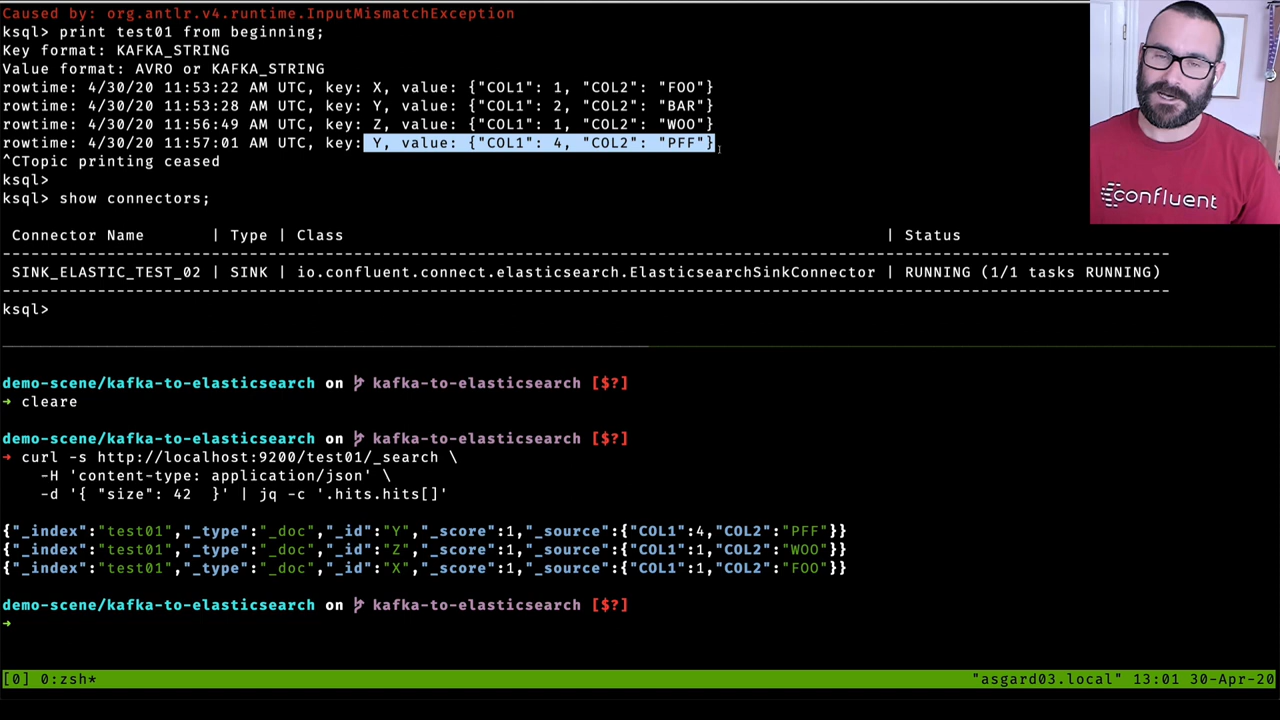 Caused by: org.antlr.v4.runtime.InputMismatchException
ksql> print test01 from beginning;
Key format: KAFKA_STRING
Value format: AVRO or KAFKA_STRING
rowtime: 4/30/20 11:53:22 AM UTC, key: X, value: {"COL1": 1, "COL2": "FOO"}
rowtime: 4/30/20 11:53:28 AM UTC, key: Y, value: {"COL1": 2, "COL2": "BAR"}
rowtime: 4/30/20 11:56:49 AM UTC, key: Z, value: {"COL1": 1, "COL2": "WOO"}
rowtime: 4/30/20 11:57:01 AM UTC, key: Y, value: {"COL1": 4, "COL2": "PFF"}
^CTopic printing ceased
ksql>
ksql> show connectors;
Connector Name | Type | Class | Status
SINK_ELASTIC_TEST_02 | SINK | io.confluent.connect.elasticsearch.ElasticsearchSinkConnector | RUNNING (1/1 tasks RUNNING)
ksql>
confluent
demo-scene/kafka-to-elasticsearch on kafka-to-elasticsearch [$?]
→ cleare
demo-scene/kafka-to-elasticsearch on kafka-to-elasticsearch [$?]
→ curl -s http://localhost:9200/test01/_search \
-H 'content-type: application/json' \
-d '{ "size": 42 }' | jq -c '.hits.hits[]'
{"_index":"test01","_type":"_doc","_id":"Y","_score":1,"_source":{"COL1":4,"COL2":"PFF"}}
{"_index":"test01","_type":"_doc","_id":"Z","_score":1,"_source":{"COL1":1,"COL2":"WOO"}}
{"_index":"test01","_type":"_doc","_id":"X","_score":1,"_source":{"COL1":1,"COL2":"FOO"}}
demo-scene/kafka-to-elasticsearch on kafka-to-elasticsearch [$?]
→
[0] 0:zsh* "asgard03.local" 13:01 30-Apr-20